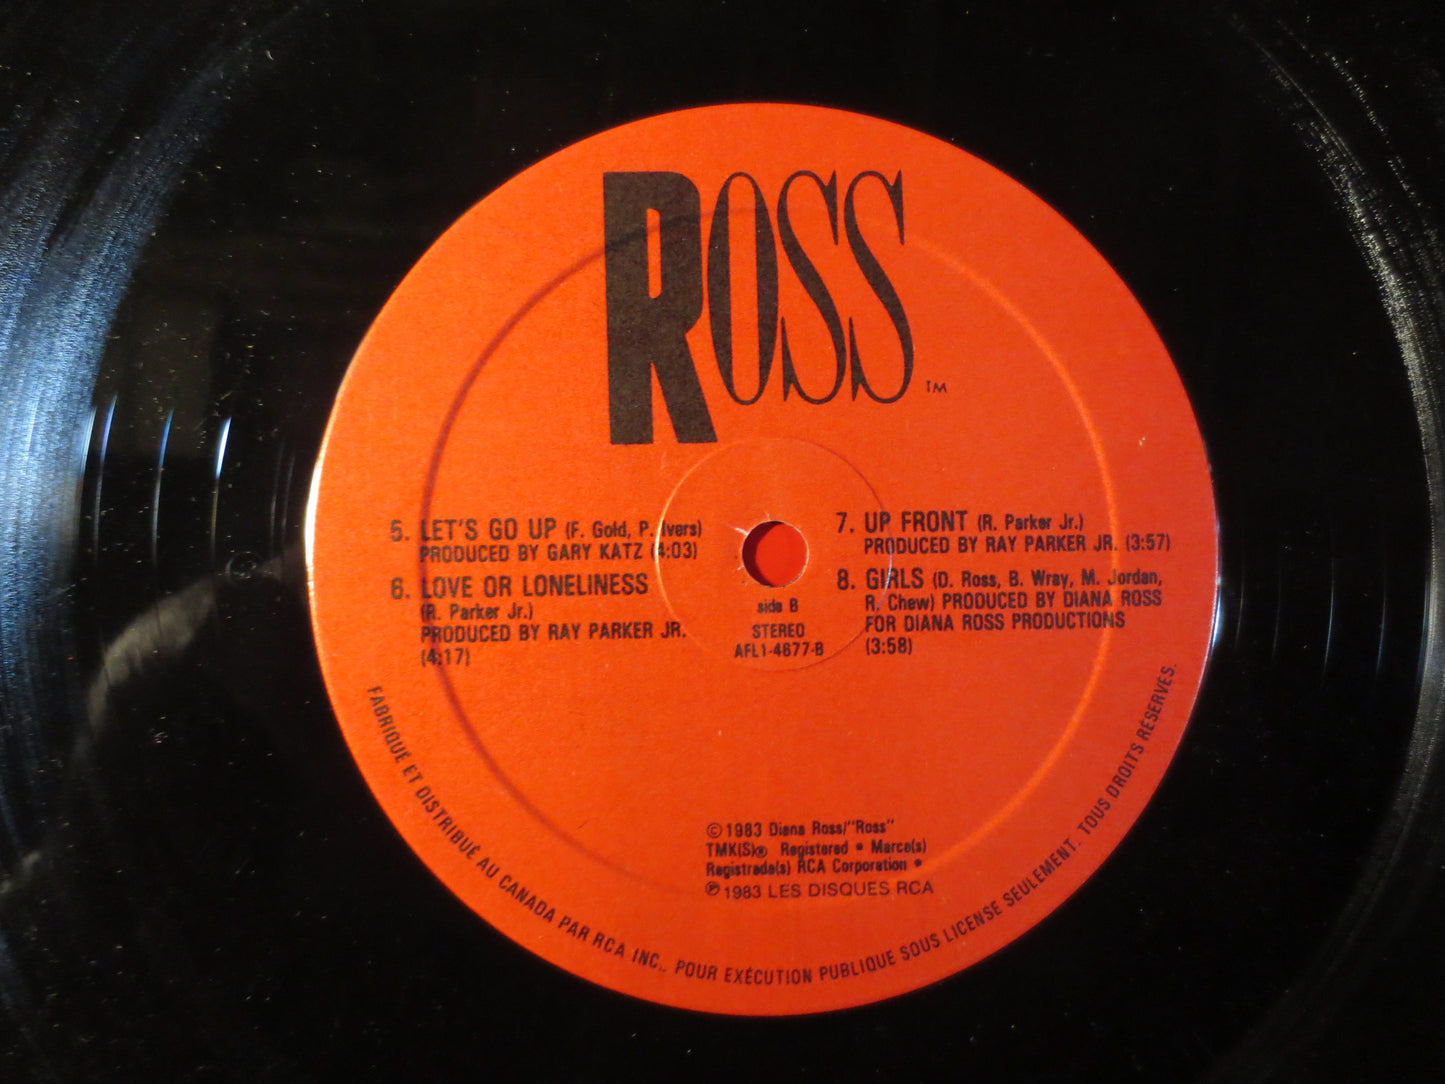 ROSS TM
5. LET'S GO UP (F. Gold, P. Ivers)
PRODUCED BY GARY KATZ (4:03)
6. LOVE OR LONELINESS
(R. Parker Jr.)
PRODUCED BY RAY PARKER JR.
(4:17)
side B
STEREO
AFL1-4677-B
7. UP FRONT (R. Parker Jr.)
PRODUCED BY RAY PARKER JR. (3:57)
8. GIRLS (D. Ross, B. Wray, M. Jordan,
R. Chew) PRODUCED BY DIANA ROSS
FOR DIANA ROSS PRODUCTIONS
(3:58)
© 1983 Diana Ross/"Ross"
TMK(S)® Registered • Marca(s)
Registrada(s) RCA Corporation •
℗ 1983 LES DISQUES RCA
FABRIQUÉ ET DISTRIBUÉ AU CANADA PAR RCA INC., POUR EXÉCUTION PUBLIQUE SOUS LICENSE SEULEMENT. TOUS DROITS RÉSERVÉS.